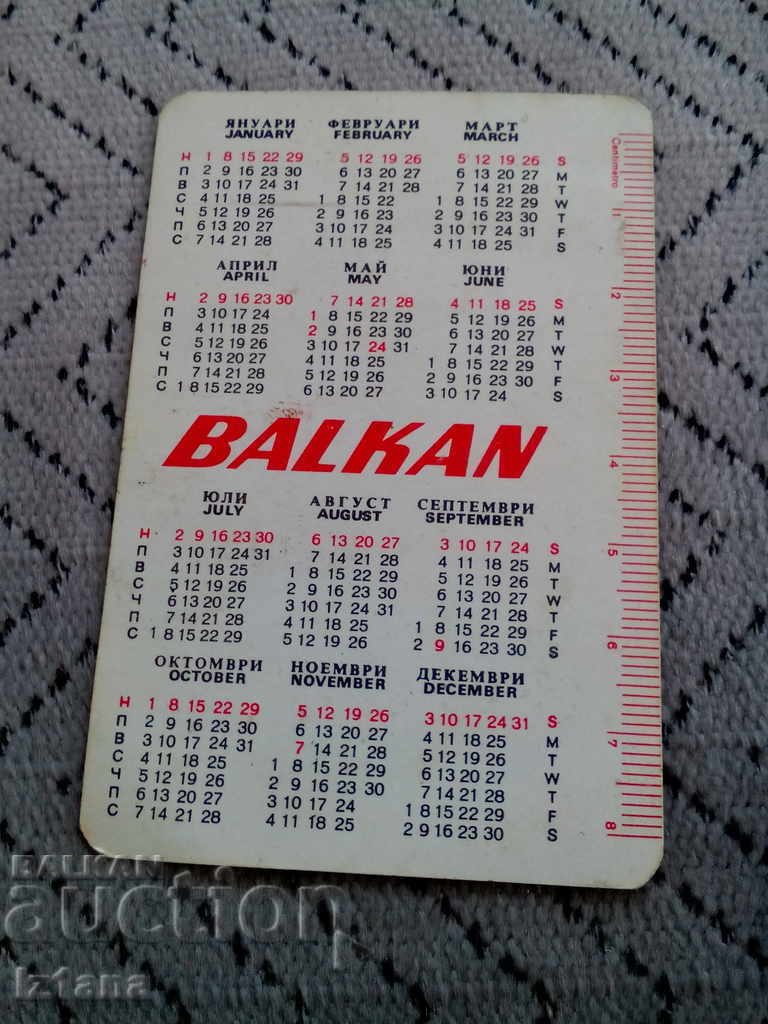 ЯНУАРИ ФЕВРУАРИ МАРТ
JANUARY FEBRUARY MARCH
Н 1 8 15 22 29 5 12 19 26 5 12 19 26 S
П 2 9 16 23 30 6 13 20 27 6 13 20 27 M
В 3 10 17 24 31 7 14 21 28 7 14 21 28 T
С 4 11 18 25 1 8 15 22 1 8 15 22 29 W
Ч 5 12 19 26 2 9 16 23 2 9 16 23 30 T
П 6 13 20 27 3 10 17 24 3 10 17 24 31 F
С 7 14 21 28 4 11 18 25 4 11 18 25 S
АПРИЛ МАЙ ЮНИ
APRIL MAY JUNE
Н 2 9 16 23 30 7 14 21 28 4 11 18 25 S
П 3 10 17 24 1 8 15 22 29 5 12 19 26 M
В 4 11 18 25 2 9 16 23 30 6 13 20 27 T
С 5 12 19 26 3 10 17 24 31 7 14 21 28 W
Ч 6 13 20 27 4 11 18 25 1 8 15 22 29 T
П 7 14 21 28 5 12 19 26 2 9 16 23 30 F
С 1 8 15 22 29 6 13 20 27 3 10 17 24 S
BALKAN
ЮЛИ АВГУСТ СЕПТЕМВРИ
JULY AUGUST SEPTEMBER
Н 2 9 16 23 30 6 13 20 27 3 10 17 24 S
П 3 10 17 24 31 7 14 21 28 4 11 18 25 M
В 4 11 18 25 1 8 15 22 29 5 12 19 26 T
С 5 12 19 26 2 9 16 23 30 6 13 20 27 W
Ч 6 13 20 27 3 10 17 24 31 7 14 21 28 T
П 7 14 21 28 4 11 18 25 1 8 15 22 29 F
С 1 8 15 22 29 5 12 19 26 2 9 16 23 30 S
ОКТОМВРИ НОЕМВРИ ДЕКЕМВРИ
OCTOBER NOVEMBER DECEMBER
Н 1 8 15 22 29 5 12 19 26 3 10 17 24 31 S
П 2 9 16 23 30 6 13 20 27 4 11 18 25 M
В 3 10 17 24 31 7 14 21 28 5 12 19 26 T
С 4 11 18 25 1 8 15 22 29 6 13 20 27 W
Ч 5 12 19 26 2 9 16 23 30 7 14 21 28 T
П 6 13 20 27 3 10 17 24 1 8 15 22 29 F
С 7 14 21 28 4 11 18 25 2 9 16 23 30 S
Centimetro
1
2
3
4
5
6
7
8
BALKAN
auction
Iz1ana